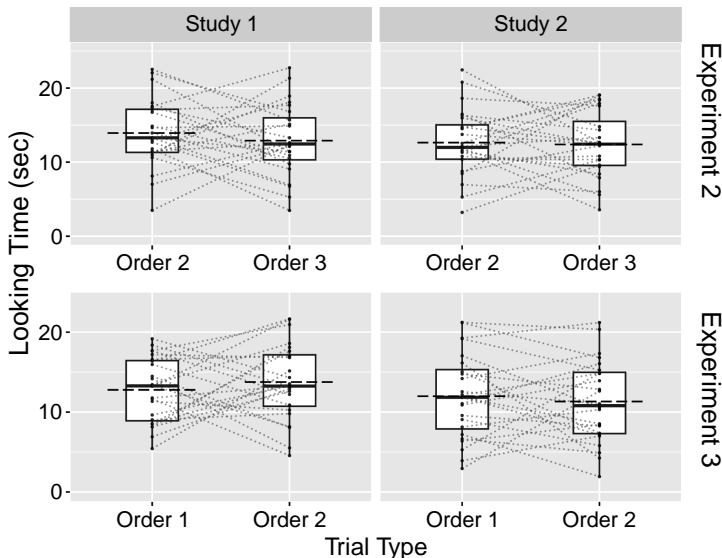 Study 1
Study 2
Looking Time (sec)
20
10
0
Order 2
Order 3
Order 2
Order 3
Experiment 2
20
10
0
Order 1
Order 2
Order 1
Order 2
Experiment 3
Trial Type